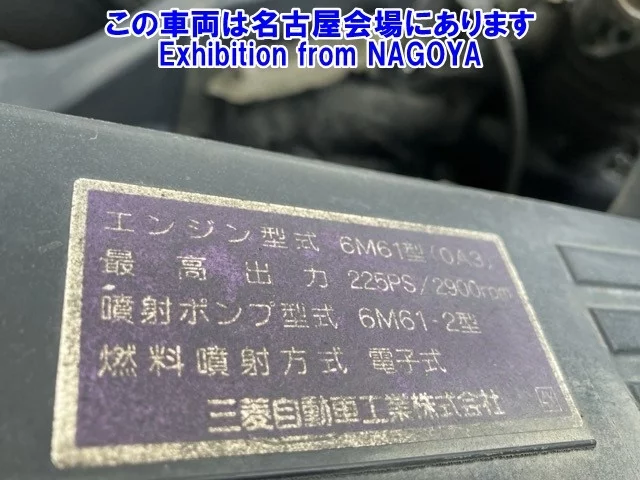 この車両は名古屋会場にあります
Exhibition from NAGOYA
エンジン型式 6M61型(0A3)
最高出力 225PS/2900rpm
噴射ポンプ型式 6M61-2型
燃料噴射方式 電子式
三菱自動車工業株式会社